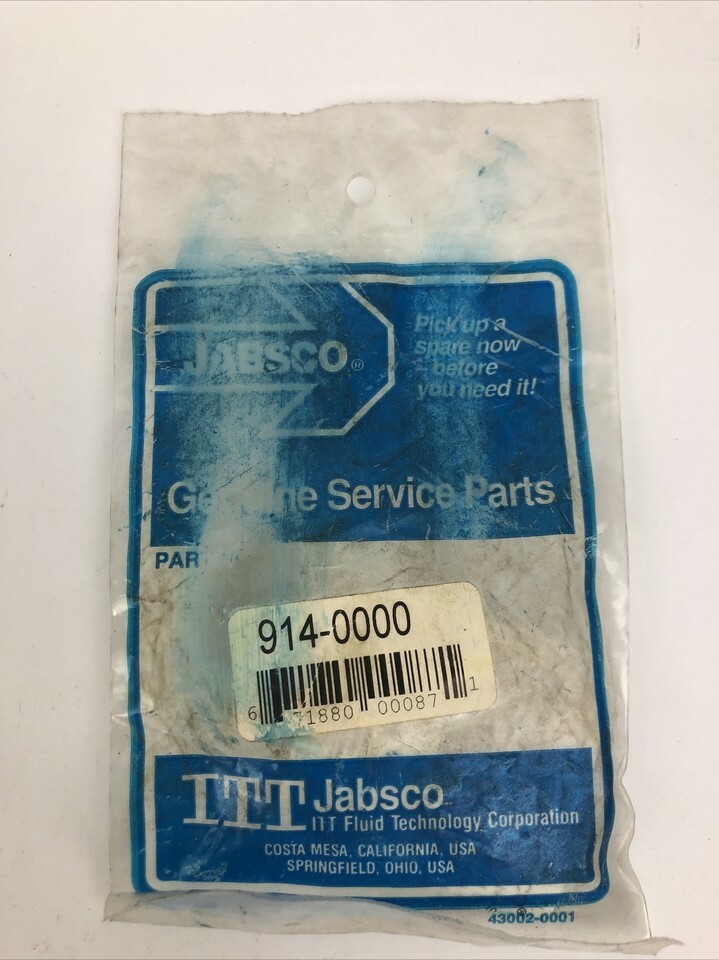 JABSCO®
Pick up a
spare now
- before
you need it!
Genuine Service Parts
PAR
914-0000
6 71880 00087 1
ITT Jabsco
ITT Fluid Technology Corporation
COSTA MESA, CALIFORNIA, USA
SPRINGFIELD, OHIO, USA
43002-0001